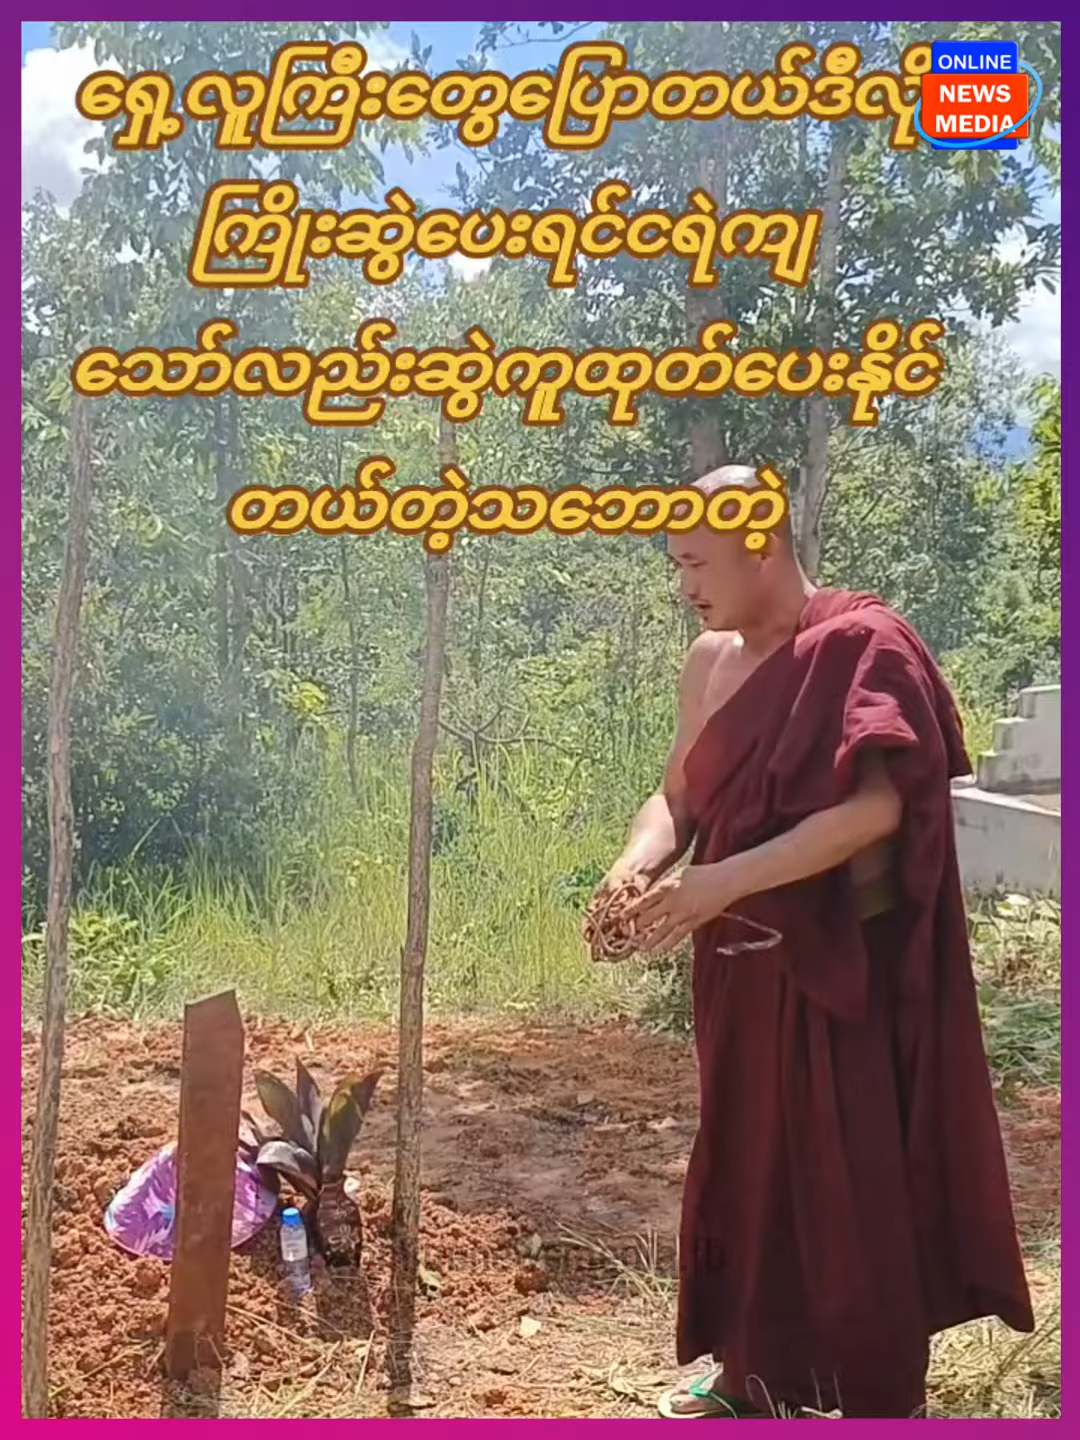 ရှေ့လူကြီးတွေပြောတယ်ဒီလို
ONLINE
NEWS
MEDIA
ကြိုးဆွဲပေးရင်ငရဲကျ
သော်လည်းဆွဲကူထုတ်ပေးနိုင်
တယ်တဲ့သဘောတဲ့